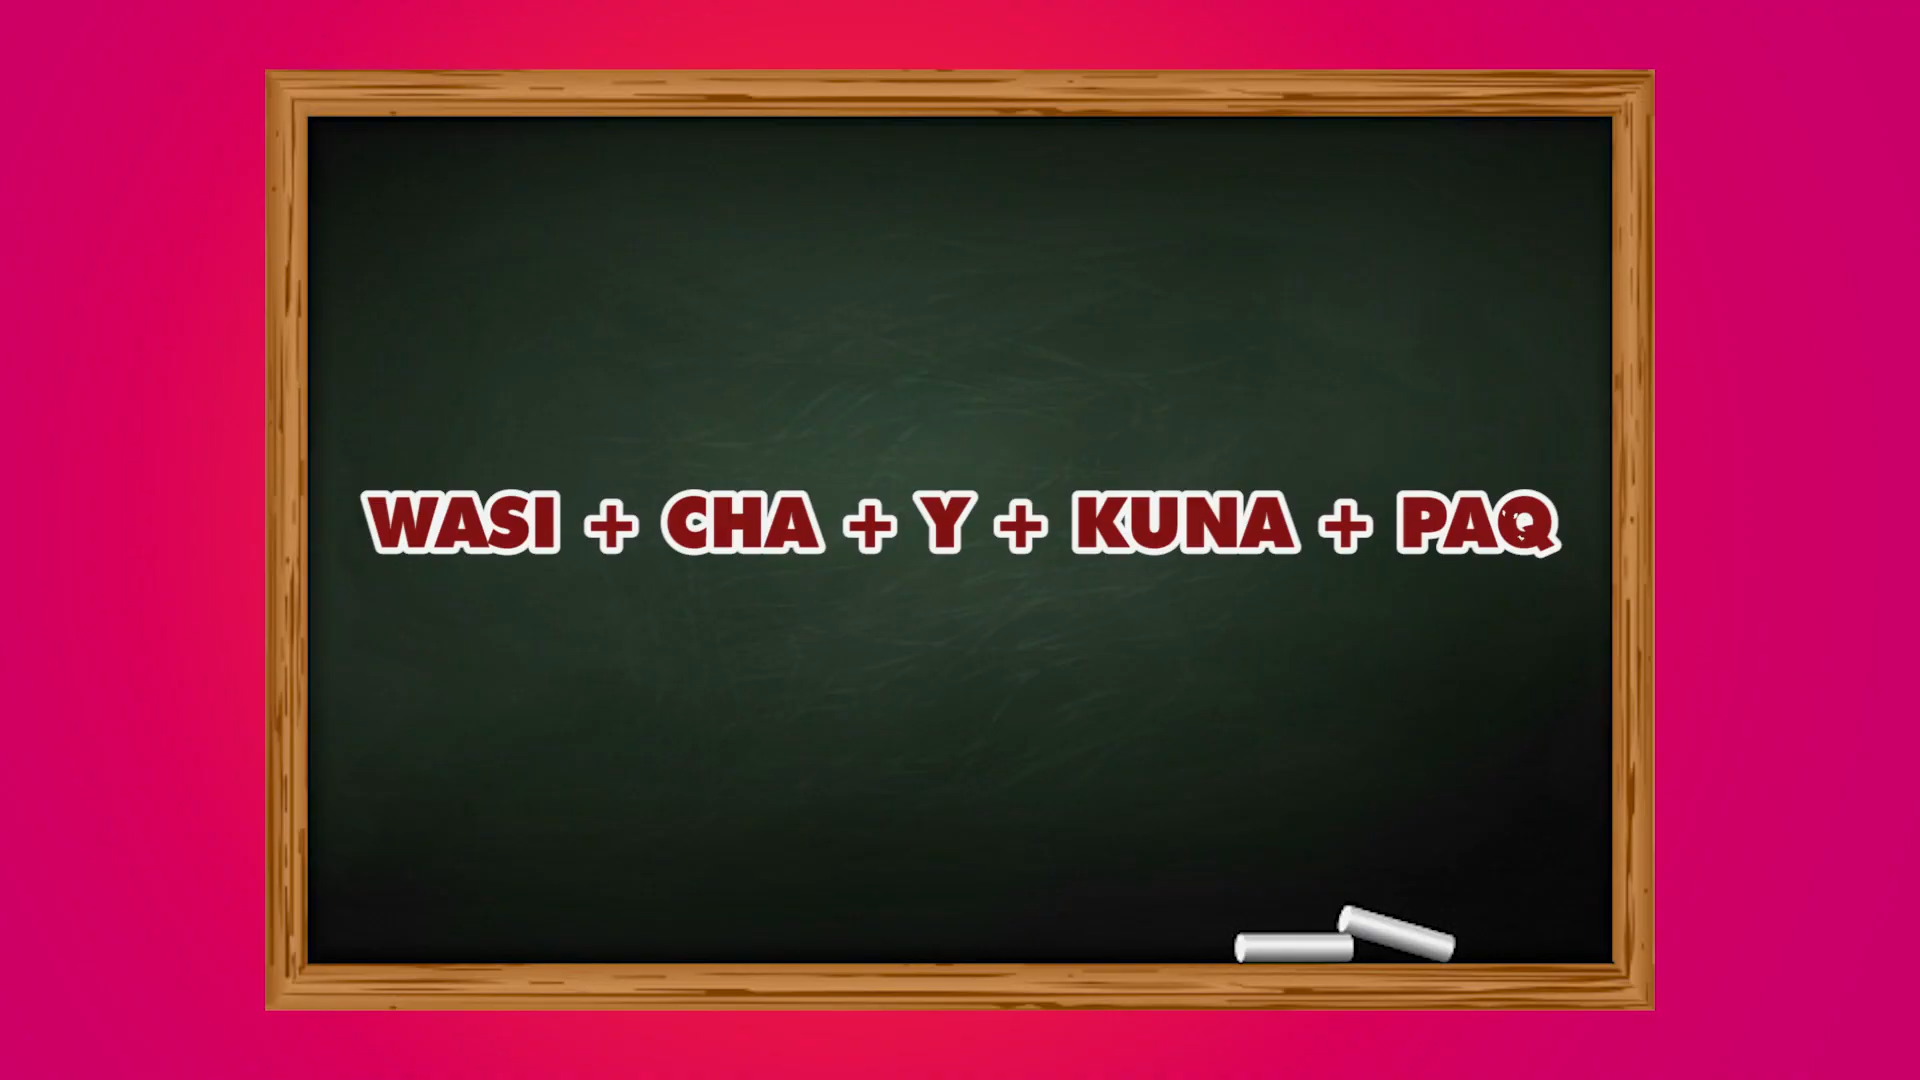 WASI + CHA + Y + KUNA + PAQ